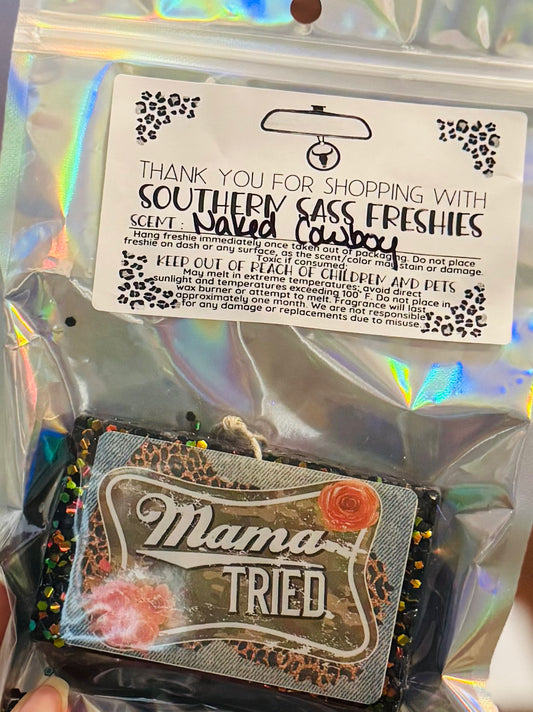 THANK YOU FOR SHOPPING WITH
SOUTHERN SASS FRESHIES
SCENT : Naked Cowboy
Hang freshie immediately once taken out of packaging. Do not place
freshie on dash or any surface, as the scent/color may stain or damage.
Toxic if consumed.
KEEP OUT OF REACH OF CHILDREN AND PETS
May melt in extreme temperatures; avoid direct
sunlight and temperatures exceeding 100° F. Do not place in
wax burner or attempt to melt. Fragrance will last
approximately one month. We are not responsible
for any damage or replacements due to misuse.
Mama
TRIED